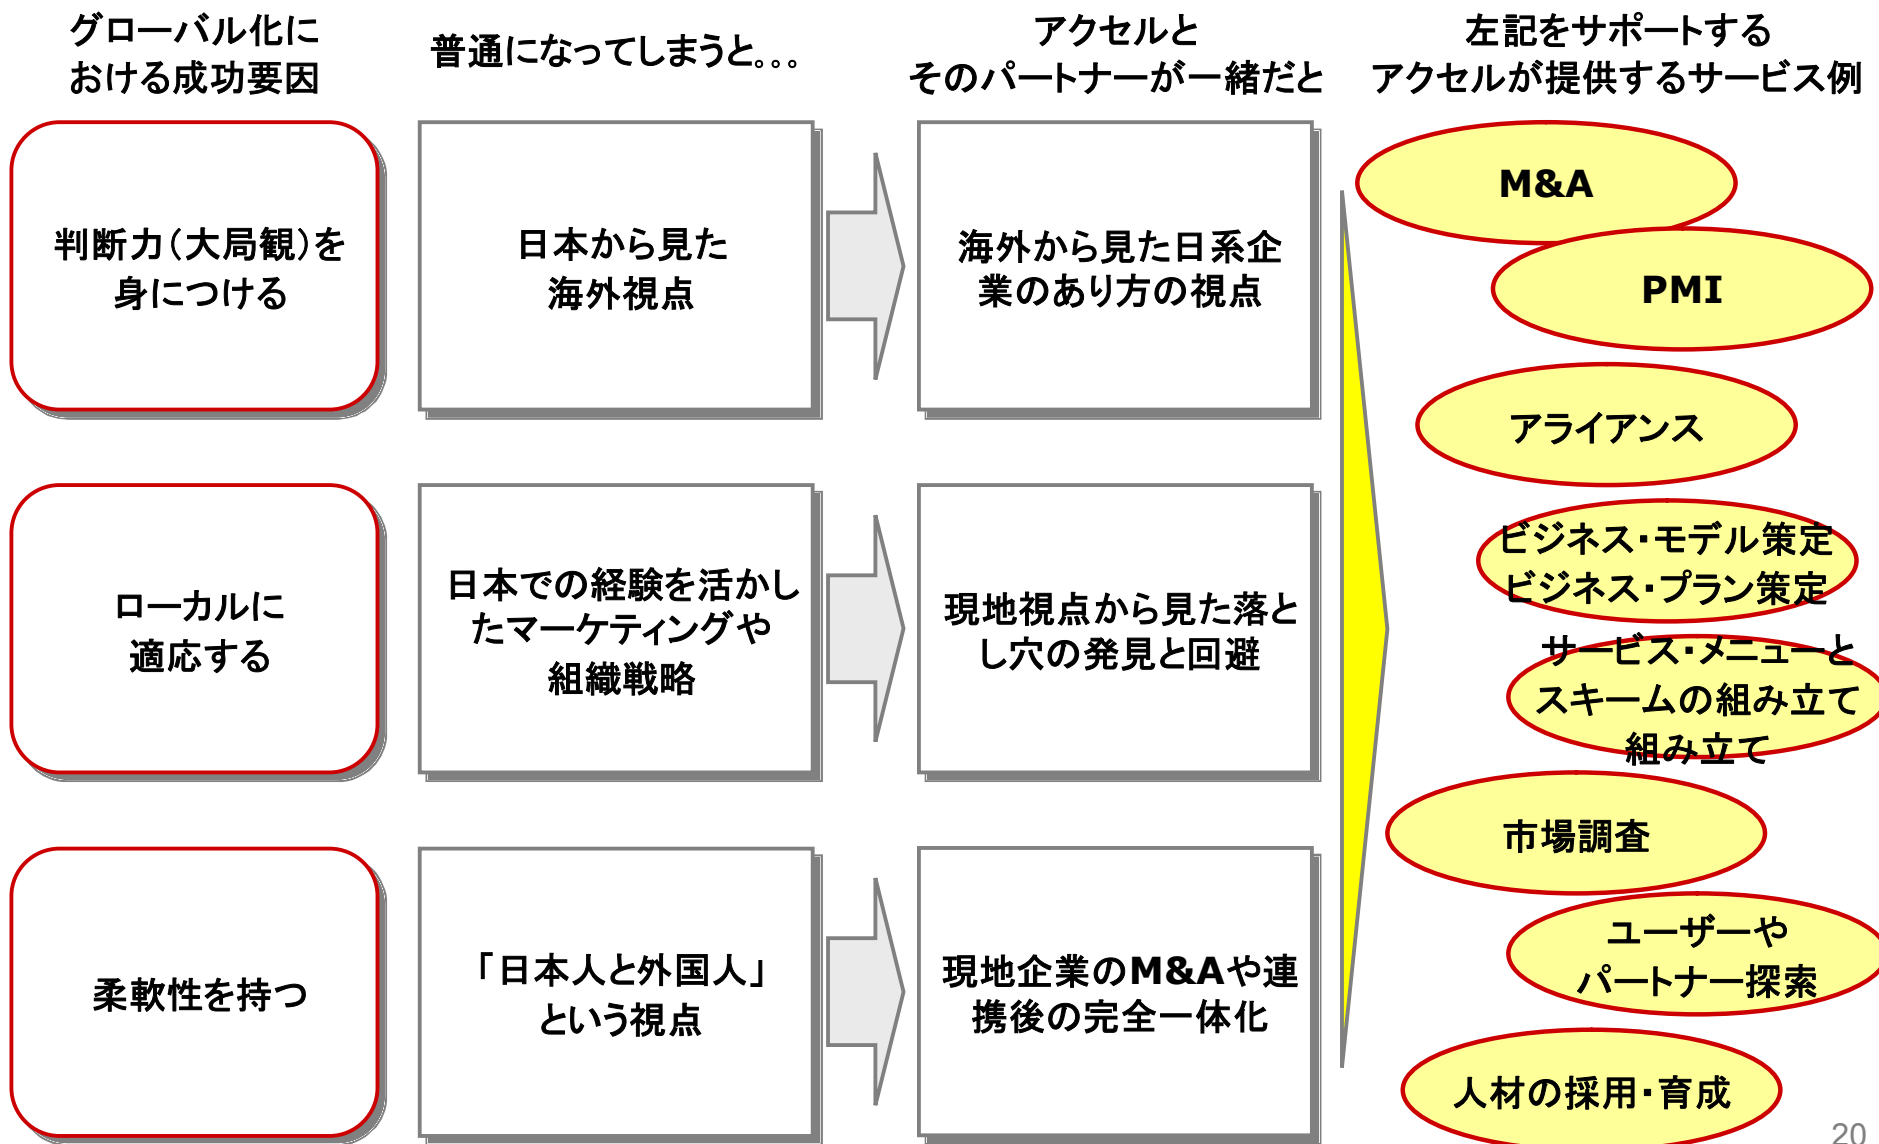 グローバル化に
おける成功要因
普通になってしまうと。。。
アクセルと
そのパートナーが一緒だと
左記をサポートする
アクセルが提供するサービス例
判断力（大局観）を
身につける
日本から見た
海外視点
海外から見た日系企
業のあり方の視点
ローカルに
適応する
日本での経験を活かし
たマーケティングや
組織戦略
現地視点から見た落と
し穴の発見と回避
柔軟性を持つ
「日本人と外国人」
という視点
現地企業のM&Aや連
携後の完全一体化
M&A
PMI
アライアンス
ビジネス・モデル策定
ビジネス・プラン策定
サービス・メニューと
スキームの組み立て
組み立て
市場調査
ユーザーや
パートナー探索
人材の採用・育成
20